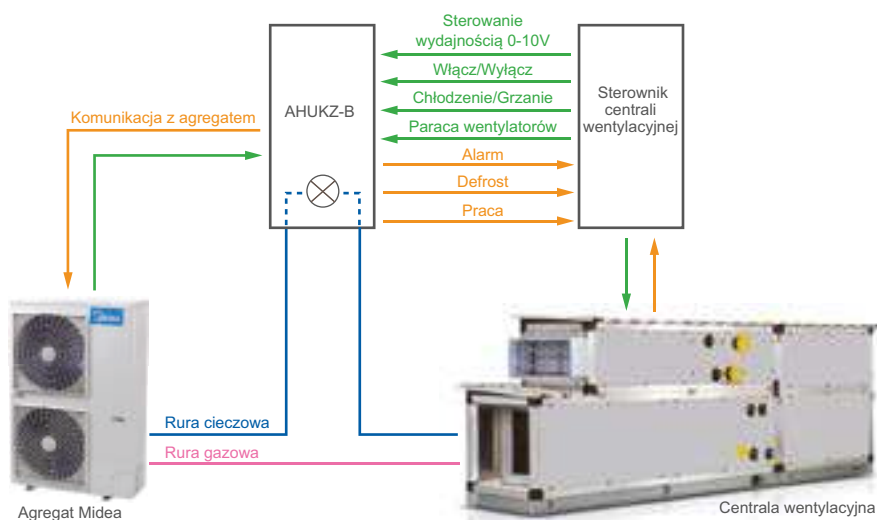 Sterowanie
wydajnością 0-10V
Włącz/Wyłącz
Chłodzenie/Grzanie
Paraca wentylatorów
Alarm
Defrost
Praca
AHUKZ-B
Sterownik
centrali
wentylacyjnej
Komunikacja z agregatem
Midea
Rura cieczowa
Rura gazowa
Agregat Midea
Centrala wentylacyjna